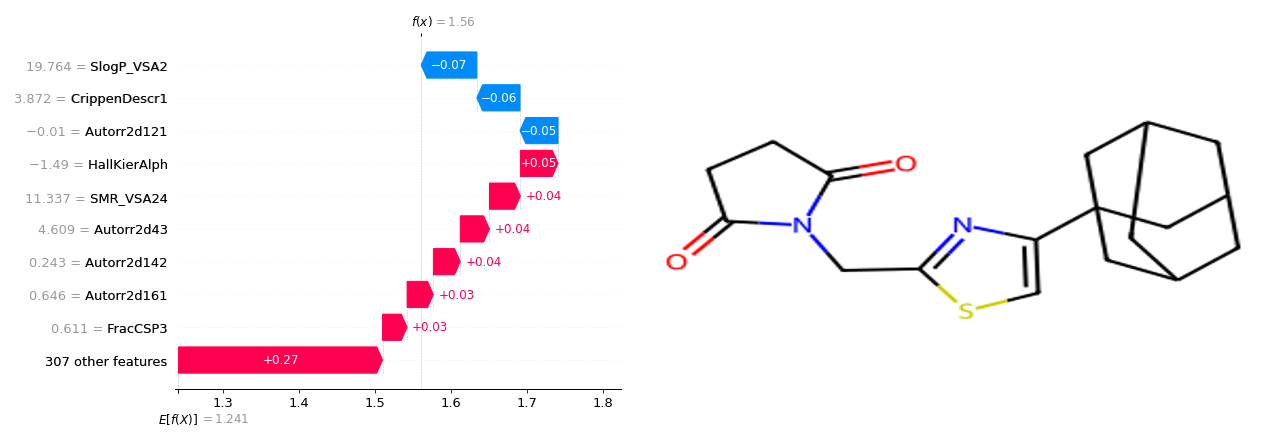 f(x) = 1.56
19.764 = SlogP_VSA2 −0.07
3.872 = CrippenDescr1 −0.06
−0.01 = Autorr2d121 −0.05
−1.49 = HallKierAlph +0.05
11.337 = SMR_VSA24 +0.04
4.609 = Autorr2d43 +0.04
0.243 = Autorr2d142 +0.04
0.646 = Autorr2d161 +0.03
0.611 = FracCSP3 +0.03
307 other features +0.27
1.3 1.4 1.5 1.6 1.7 1.8
E[f(X)] = 1.241
O
N
N
O
S